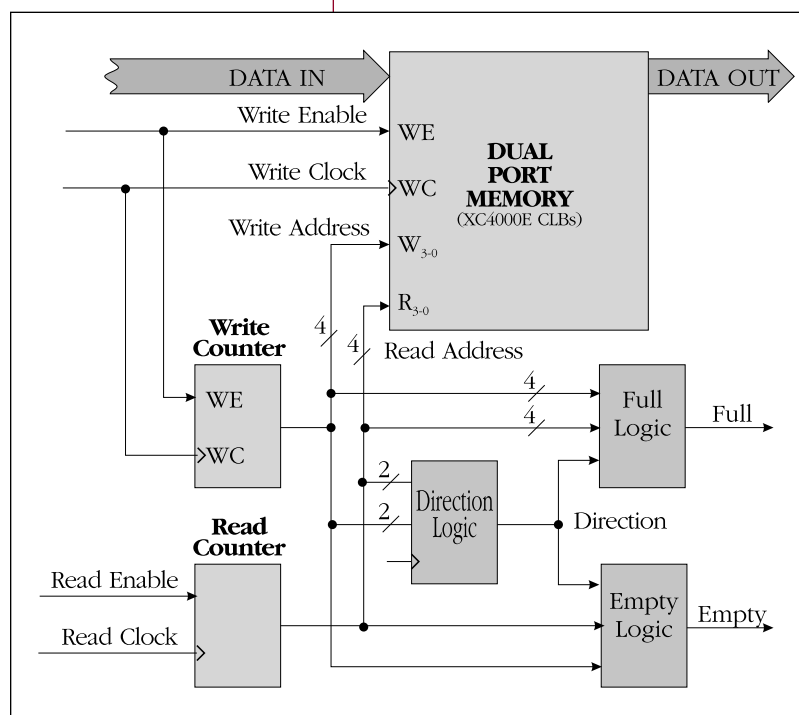 DATA IN
DATA OUT
Write Enable
WE
DUAL
PORT
MEMORY
(XC4000E CLBs)
Write Clock
WC
Write Address
W3-0
R3-0
4
4
Read Address
Write
Counter
WE
WC
4
4
Full
Logic
Full
2
2
Direction
Logic
Direction
Read
Counter
Read Enable
Read Clock
Empty
Logic
Empty